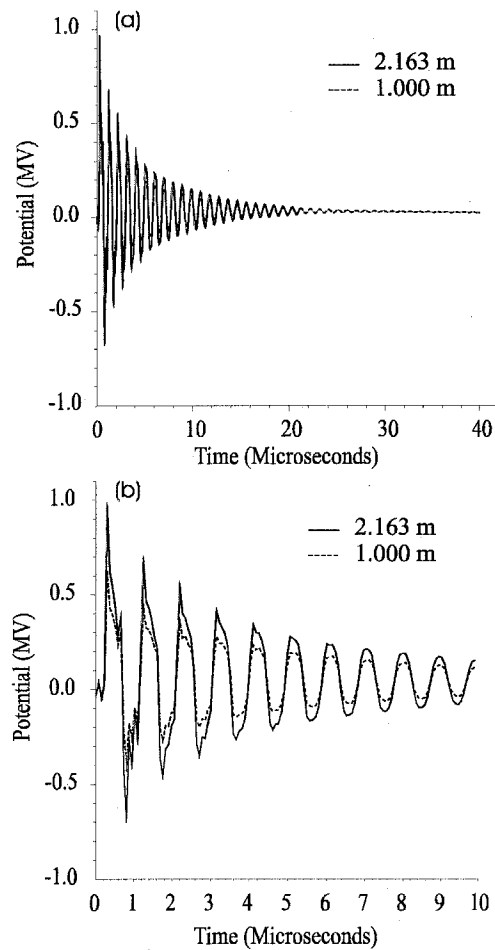 (a)
1.0
0.5
0.0
-0.5
-1.0
Potential (MV)
2.163 m
1.000 m
0 10 20 30 40
Time (Microseconds)
(b)
1.0
0.5
0.0
-0.5
-1.0
Potential (MV)
2.163 m
1.000 m
0 1 2 3 4 5 6 7 8 9 10
Time (Microseconds)